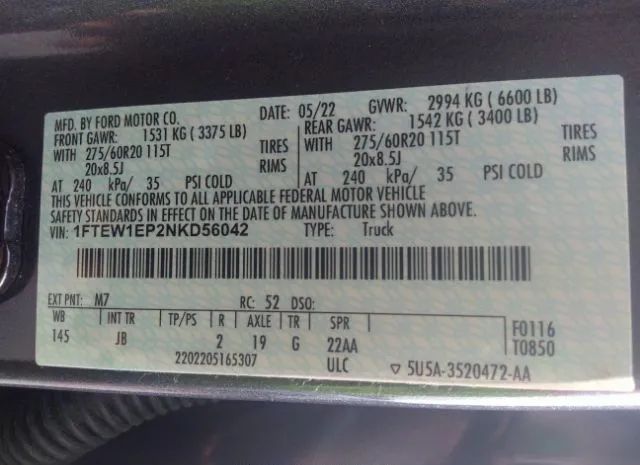 MFD. BY FORD MOTOR CO. DATE: 05/22 GVWR: 2994 KG ( 6600 LB)
FRONT GAWR: 1531 KG ( 3375 LB) REAR GAWR: 1542 KG ( 3400 LB)
WITH 275/60R20 115T TIRES WITH 275/60R20 115T TIRES
20x8.5J RIMS 20x8.5J RIMS
AT 240 kPa/ 35 PSI COLD AT 240 kPa/ 35 PSI COLD
THIS VEHICLE CONFORMS TO ALL APPLICABLE FEDERAL MOTOR VEHICLE
SAFETY STANDARDS IN EFFECT ON THE DATE OF MANUFACTURE SHOWN ABOVE.
VIN: 1FTEW1EP2NKD56042 TYPE: Truck
EXT PNT: M7 RC: 52 DSO:
WB INT TR TP/PS R AXLE TR SPR F0116
145 JB 2 19 G 22AA T0850
2202205165307 ULC ▽ 5U5A-3520472-AA